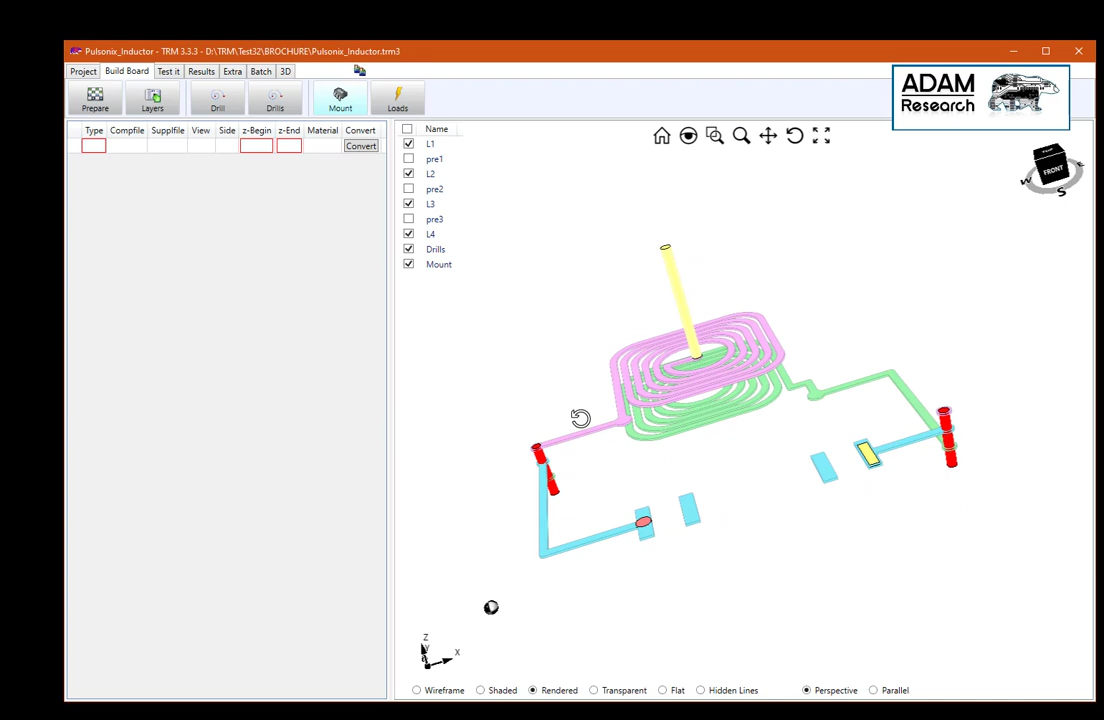 Pulsonix_Inductor - TRM 3.3.3 - D:\TRM\Test32\BROCHURE\Pulsonix_Inductor.trm3
Project Build Board Test it Results Extra Batch 3D
Prepare Layers Drill Drills Mount Loads
ADAM
Research
Type Compfile Supplfile View Side z-Begin z-End Material Convert
Convert
Name
L1
pre1
L2
pre2
L3
pre3
L4
Drills
Mount
FRONT
W
S
Z
Y
X
Wireframe Shaded Rendered Transparent Flat Hidden Lines Perspective Parallel